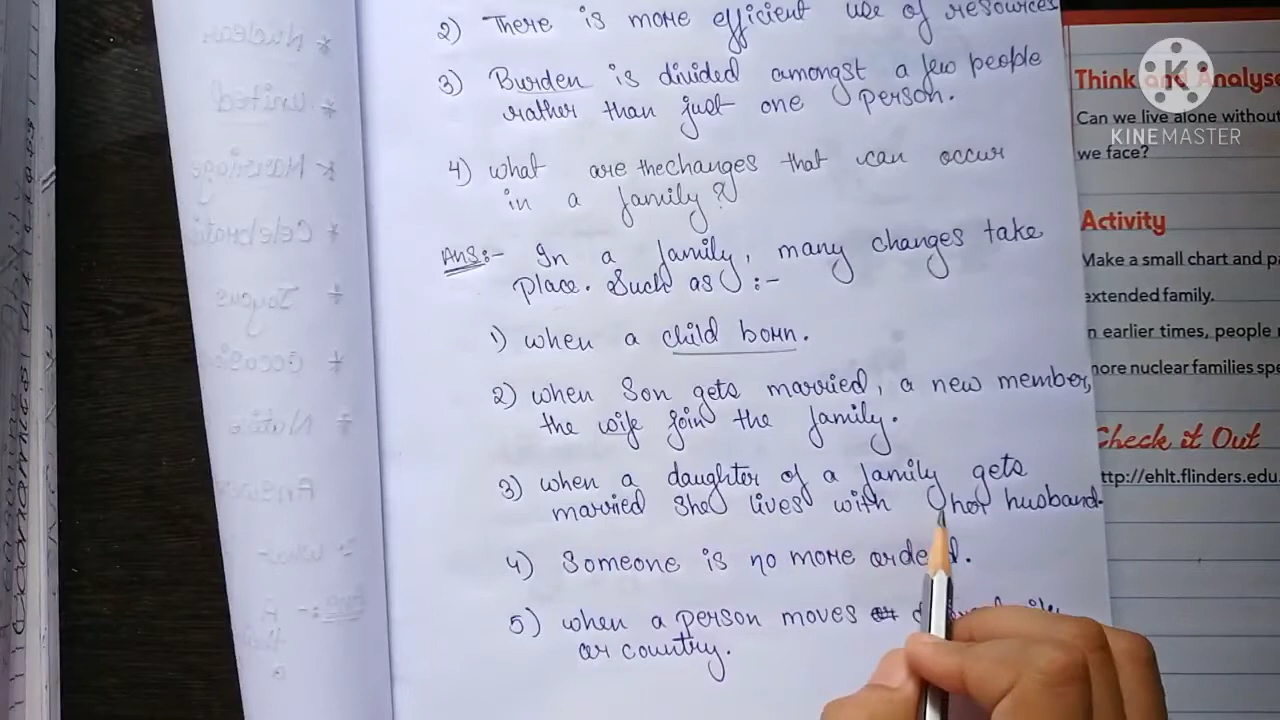 2) There is more efficient use of resources
3) Burden is divided amongst a few people
rather than just one person.
4) what are the changes that can occur
in a family?
Ans:- In a family, many changes take
Place. Such as :-
1) when a child born.
2) when Son gets married, a new member,
the wife join the family.
3) when a daughter of a family gets
married She lives with her husband.
4) Someone is no more or
5) when a person moves
or country.
Think and Analyse
Can we live alone without
we face?
KINEMASTER
Activity
Make a small chart and
extended family.
n earlier times, people
more nuclear families
Check it Out
http://ehlt.flinders.edu.